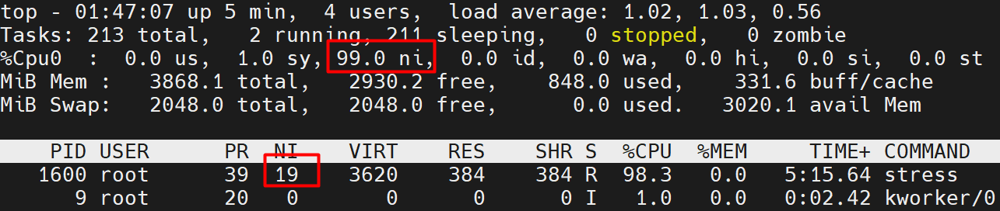 top - 01:47:07 up 5 min,  4 users,  load average: 1.02, 1.03, 0.56
Tasks: 213 total,   2 running, 211 sleeping,   0 stopped,   0 zombie
%Cpu0  :  0.0 us,  1.0 sy, 99.0 ni,  0.0 id,  0.0 wa,  0.0 hi,  0.0 si,  0.0 st
MiB Mem :   3868.1 total,   2930.2 free,    848.0 used,    331.6 buff/cache
MiB Swap:   2048.0 total,   2048.0 free,      0.0 used.   3020.1 avail Mem
PID USER      PR  NI    VIRT    RES    SHR S  %CPU  %MEM     TIME+ COMMAND
1600 root      39  19    3620    384    384 R  98.3   0.0   5:15.64 stress
9 root      20   0       0      0      0 I   1.0   0.0   0:02.42 kworker/0